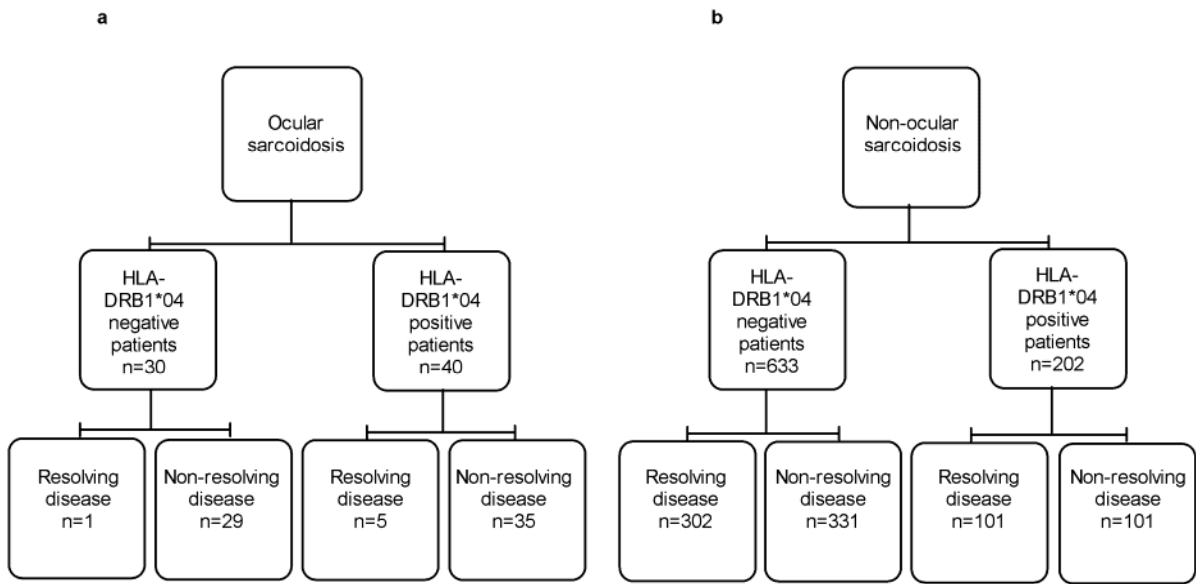 a
Ocular
sarcoidosis
HLA-
DRB1*04
negative
patients
n=30
HLA-
DRB1*04
positive
patients
n=40
Resolving
disease
n=1
Non-resolving
disease
n=29
Resolving
disease
n=5
Non-resolving
disease
n=35
b
Non-ocular
sarcoidosis
HLA-
DRB1*04
negative
patients
n=633
HLA-
DRB1*04
positive
patients
n=202
Resolving
disease
n=302
Non-resolving
disease
n=331
Resolving
disease
n=101
Non-resolving
disease
n=101